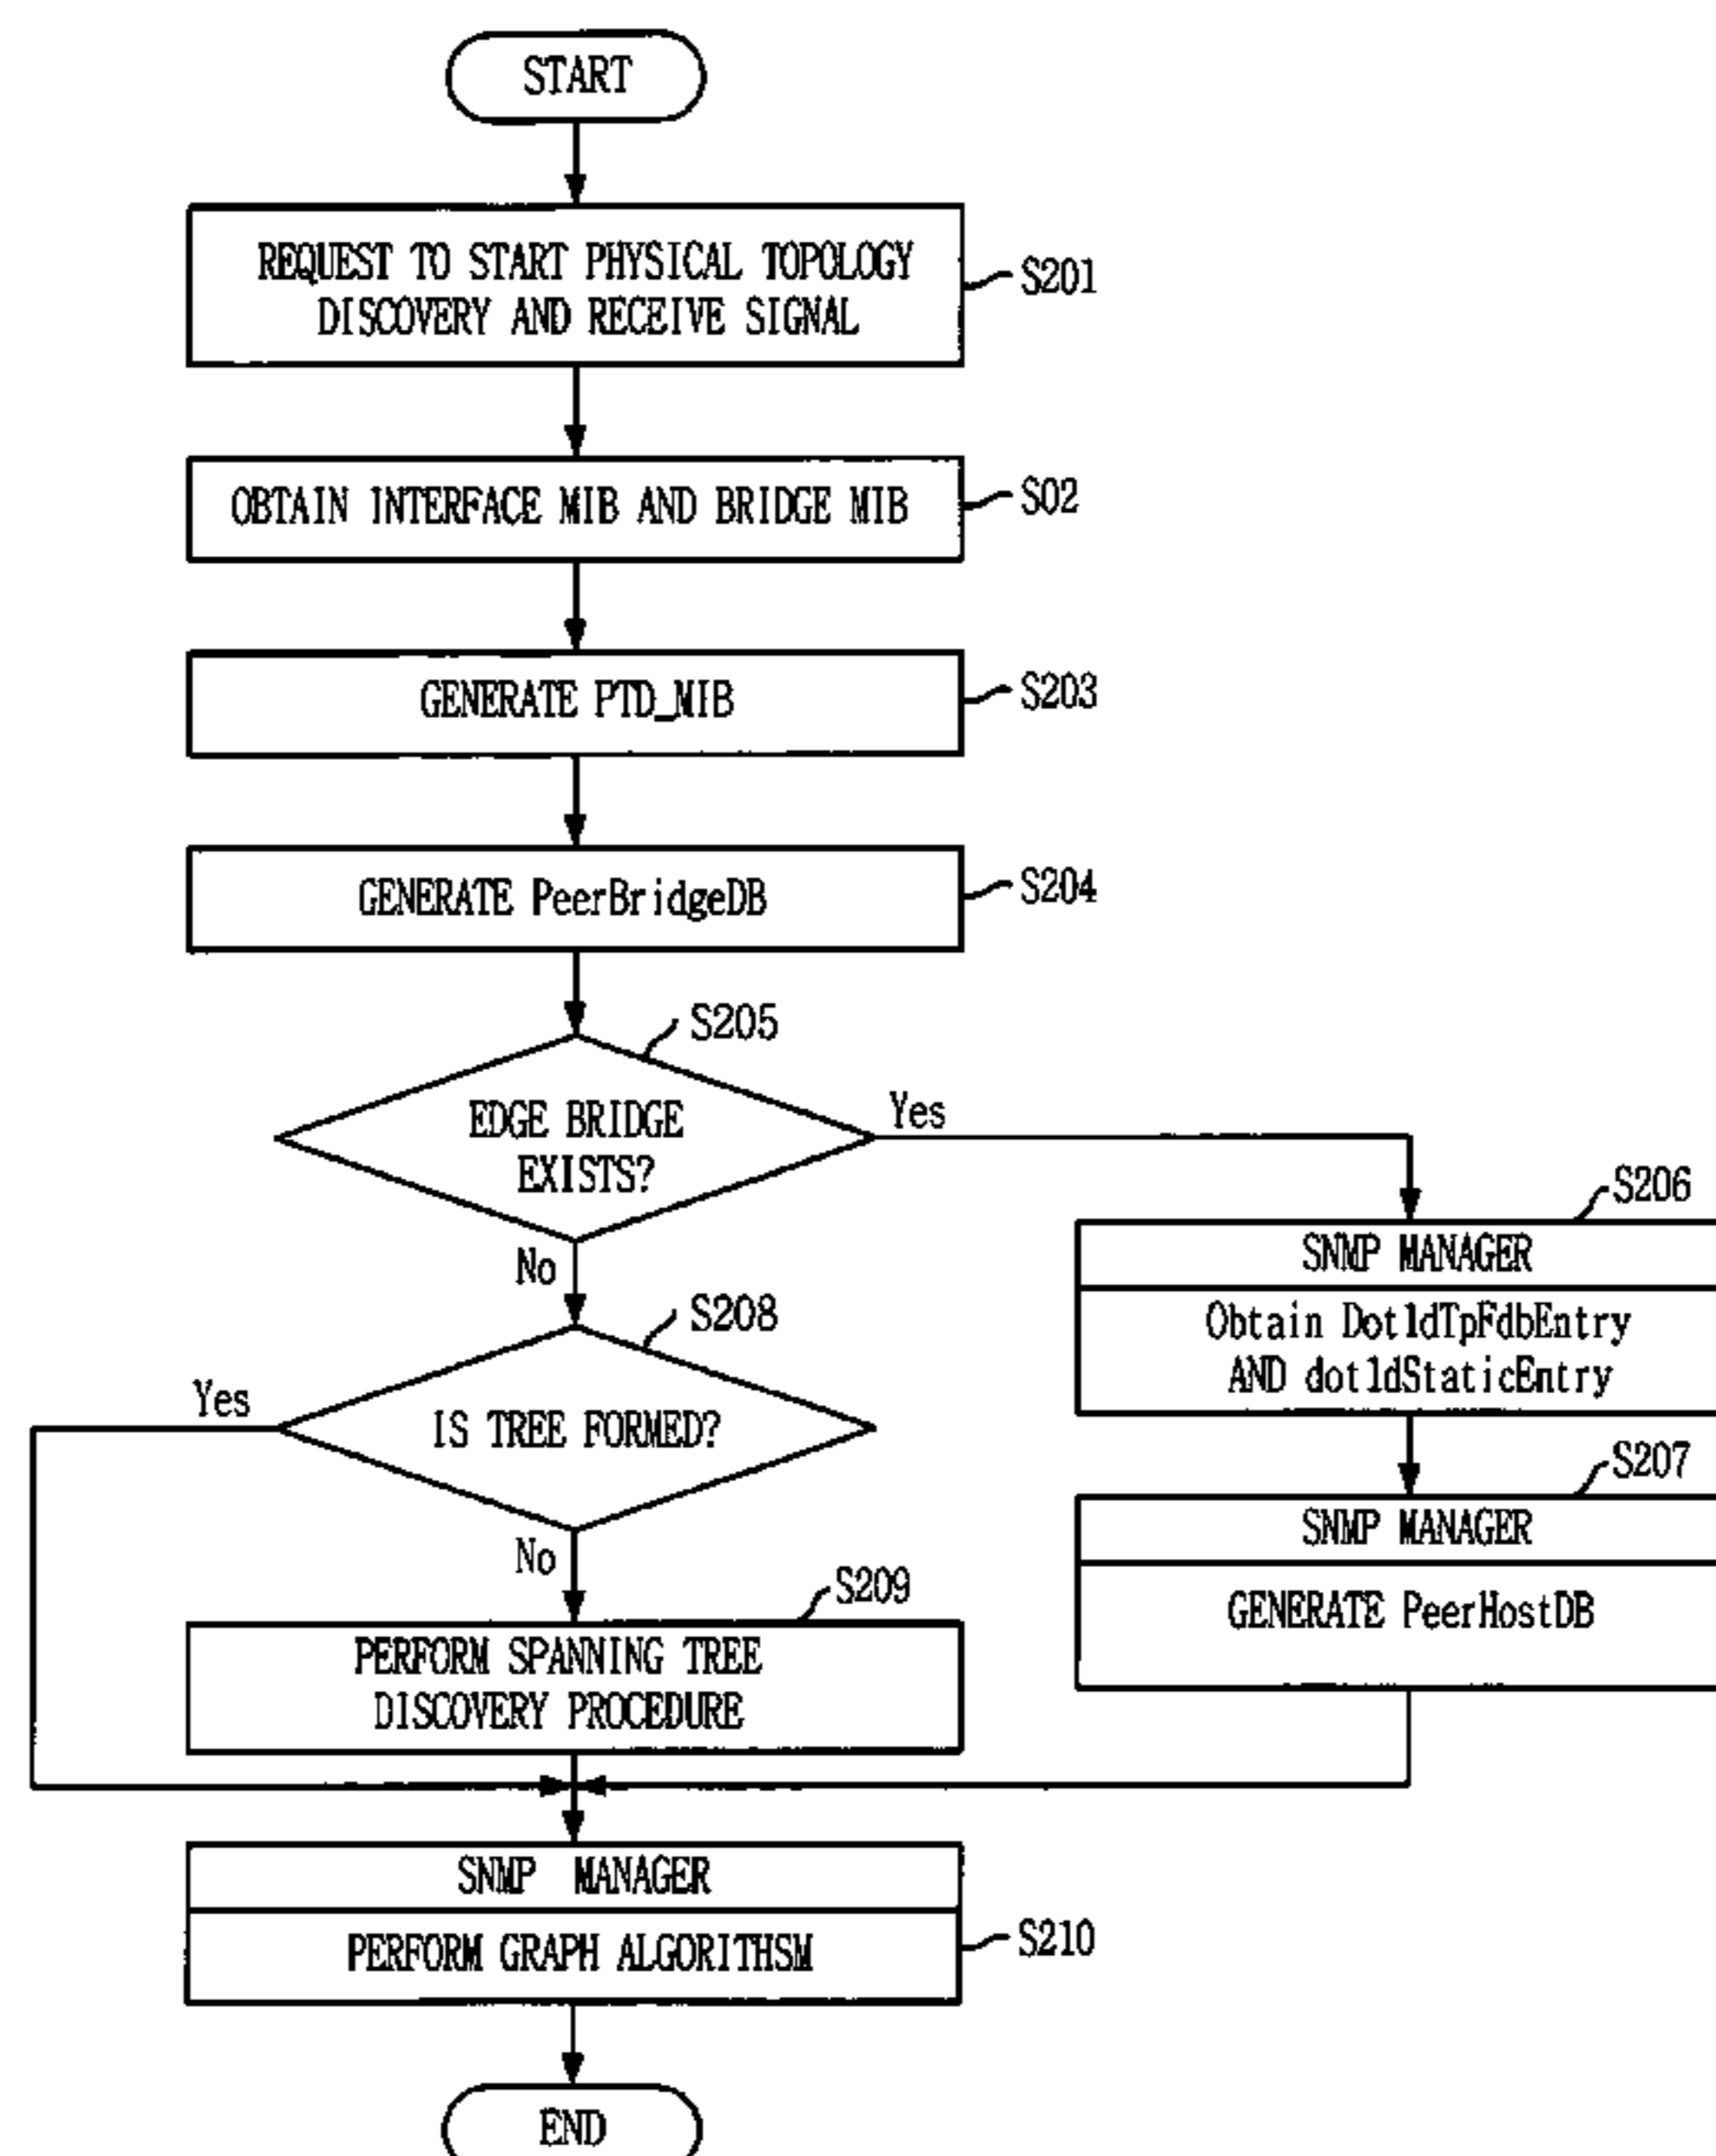 START
REQUEST TO START PHYSICAL TOPOLOGY
DISCOVERY AND RECEIVE SIGNAL
S201
OBTAIN INTERFACE MIB AND BRIDGE MIB
S02
GENERATE PTD_MIB
S203
GENERATE PeerBridgeDB
S204
S205
EDGE BRIDGE
EXISTS?
Yes
No
S206
SNMP MANAGER
Obtain Dot1dTpFdbEntry
AND dot1dStaticEntry
S208
IS TREE FORMED?
Yes
No
S207
SNMP MANAGER
GENERATE PeerHostDB
S209
PERFORM SPANNING TREE
DISCOVERY PROCEDURE
SNMP MANAGER
PERFORM GRAPH ALGORITHSM
S210
END